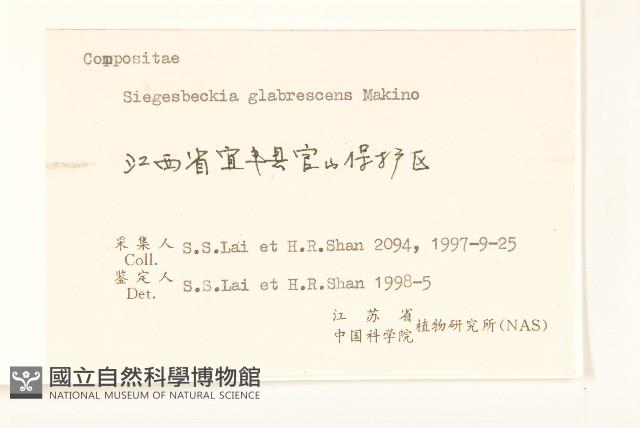 Compositae
Siegesbeckia glabrescens Makino
江西省宜丰县官山保护区
采集人 S.S.Lai et H.R.Shan 2094, 1997-9-25
Coll.
鉴定人 S.S.Lai et H.R.Shan 1998-5
Det.
江苏省
中国科学院 植物研究所(NAS)
國立自然科學博物館
NATIONAL MUSEUM OF NATURAL SCIENCE